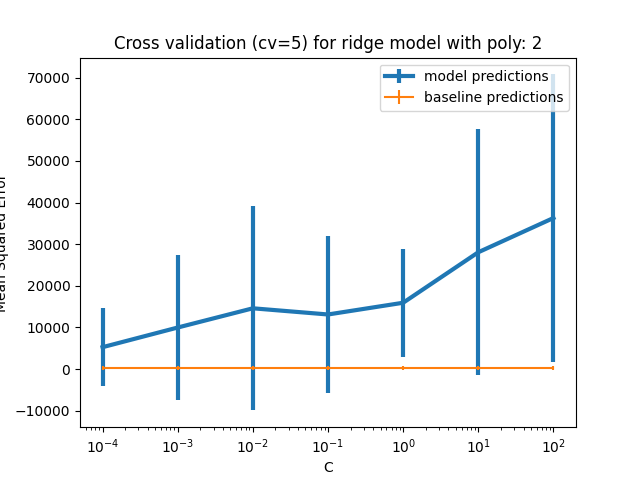 Cross validation (cv=5) for ridge model with poly: 2
model predictions
baseline predictions
70000
60000
50000
40000
30000
20000
10000
0
−10000
Mean Squared Error
10⁻⁴ 10⁻³ 10⁻² 10⁻¹ 10⁰ 10¹ 10²
C